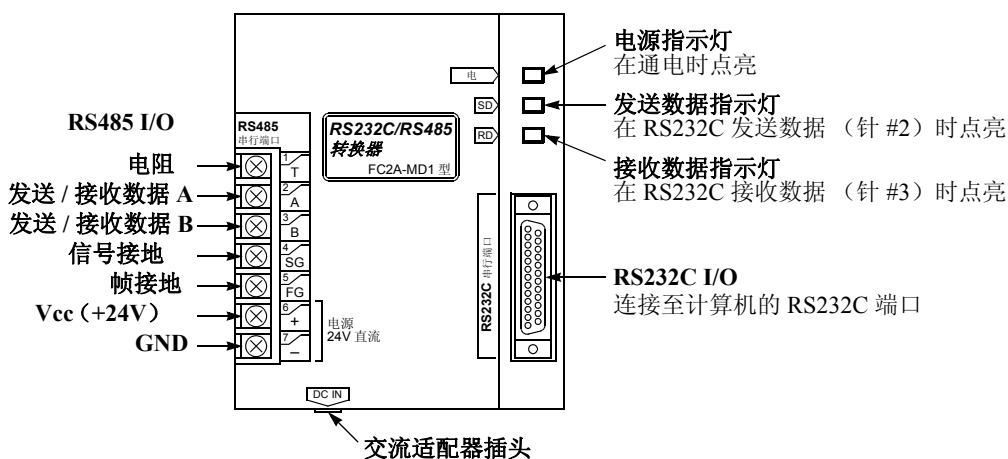 电源指示灯
在通电时点亮
发送数据指示灯
在 RS232C 发送数据 （针 #2）时点亮
接收数据指示灯
在 RS232C 接收数据 （针 #3）时点亮
电
SD
RD
RS485 I/O
电阻
发送 / 接收数据 A
发送 / 接收数据 B
信号接地
帧接地
Vcc（+24V）
GND
RS485
串行端口
1
T
2
A
3
B
4
SG
5
FG
6
+
7
–
电源
24V 直流
RS232C/RS485
转换器
FC2A-MD1 型
RS232C 串行端口
RS232C I/O
连接至计算机的 RS232C 端口
DC IN
交流适配器插头